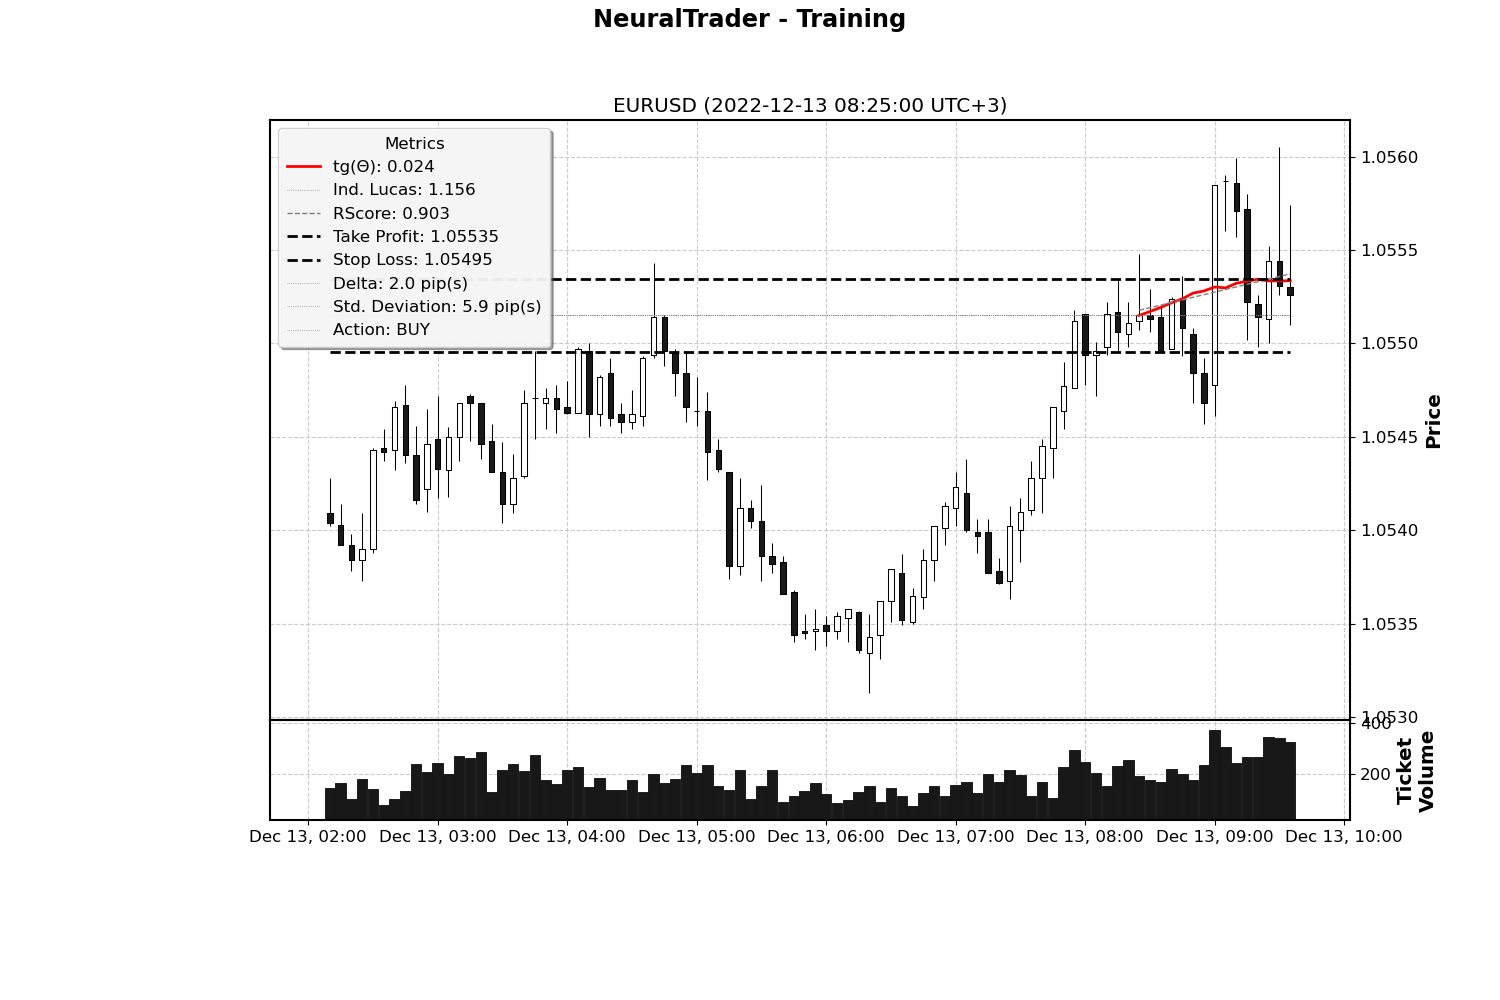 NeuralTrader - Training
EURUSD (2022-12-13 08:25:00 UTC+3)
Metrics
tg(Θ): 0.024
Ind. Lucas: 1.156
RScore: 0.903
Take Profit: 1.05535
Stop Loss: 1.05495
Delta: 2.0 pip(s)
Std. Deviation: 5.9 pip(s)
Action: BUY
1.0560
1.0555
1.0550
1.0545
1.0540
1.0535
1.0530
Price
400
200
Ticket
Volume
Dec 13, 02:00 Dec 13, 03:00 Dec 13, 04:00 Dec 13, 05:00 Dec 13, 06:00 Dec 13, 07:00 Dec 13, 08:00 Dec 13, 09:00 Dec 13, 10:00